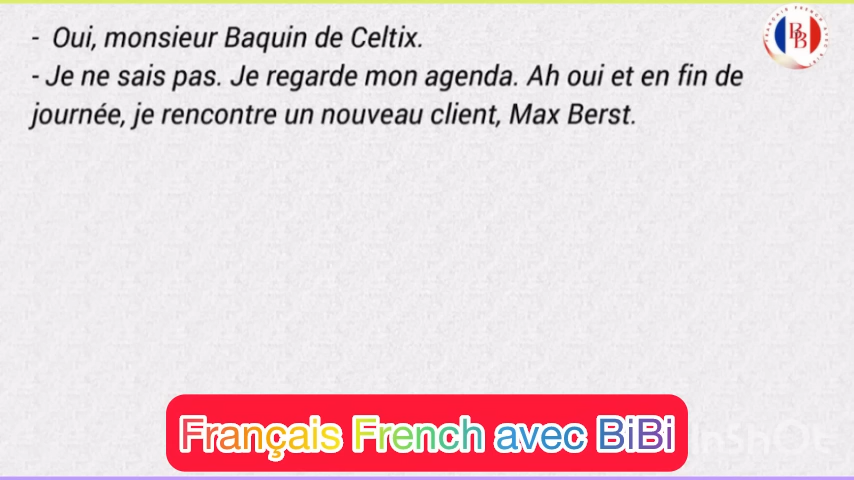 - Oui, monsieur Baquin de Celtix.
- Je ne sais pas. Je regarde mon agenda. Ah oui et en fin de
journée, je rencontre un nouveau client, Max Berst.
Français French avec BiBi